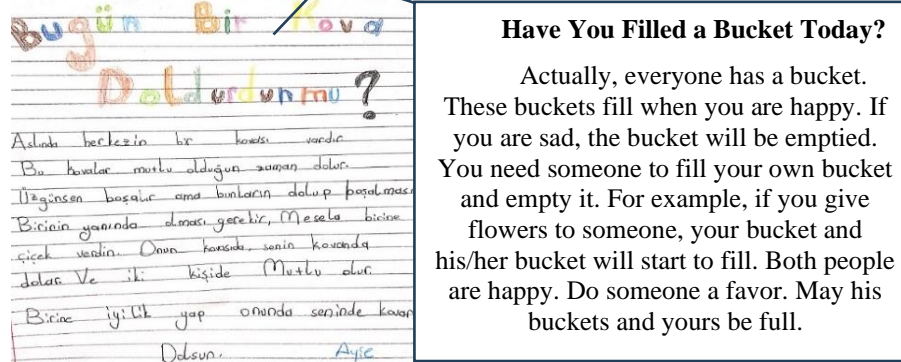 Bugün Bir Kova
Doldurdunmu ?
Aslında herkezin bir kovası vardır.
Bu kovalar mutlu olduğun zaman dolur.
Üzgünsen boşalır ama bunların dolup boşalması
Birinin yanında olması gerekir, Mesela birine
çiçek verdin. Onun kovasıda, senin kovanda
dolar. Ve iki kişide Mutlu olur.
Birine iyilik yap onunda seninde kovan
Dolsun. Ayşe
Have You Filled a Bucket Today?
Actually, everyone has a bucket.
These buckets fill when you are happy. If
you are sad, the bucket will be emptied.
You need someone to fill your own bucket
and empty it. For example, if you give
flowers to someone, your bucket and
his/her bucket will start to fill. Both people
are happy. Do someone a favor. May his
buckets and yours be full.